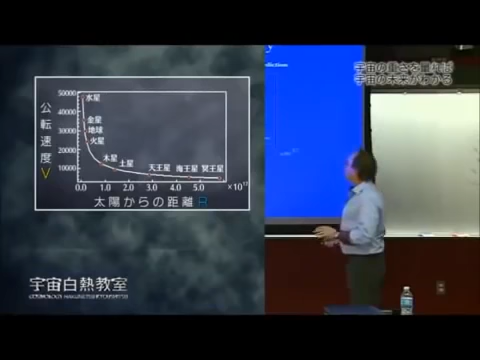 宇宙の重さを量れば
宇宙の未来がわかる
公転速度V
50000
40000
30000
20000
10000
水星
金星
地球
火星
木星
土星
天王星
海王星
冥王星
0.0 1.0 2.0 3.0 4.0 5.0 ×10¹²
太陽からの距離R
宇宙白熱教室